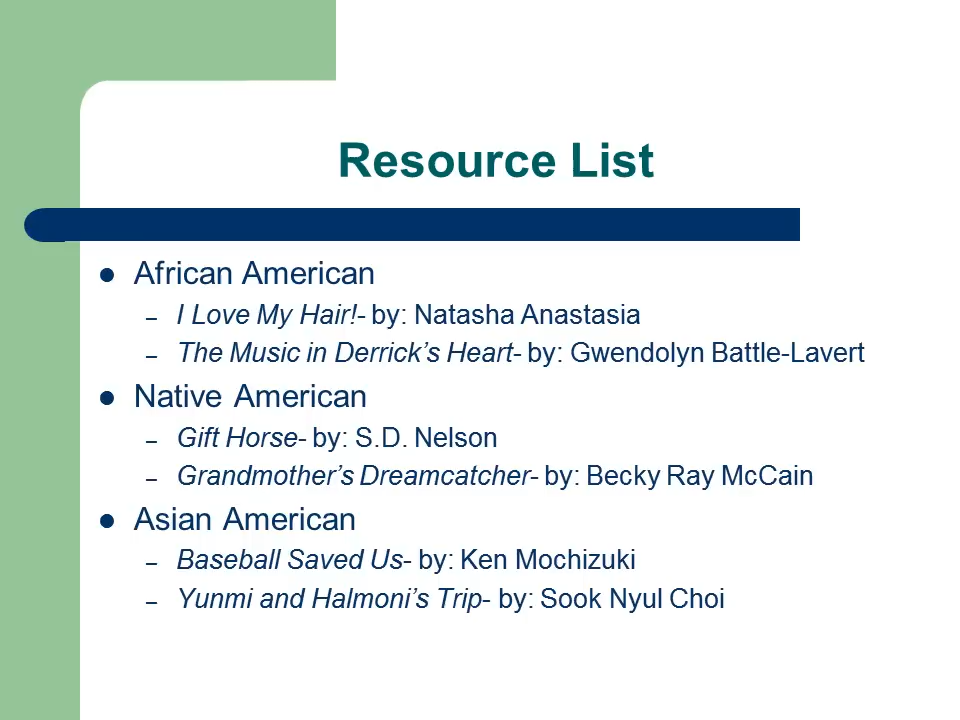 Resource List
● African American
– I Love My Hair!- by: Natasha Anastasia
– The Music in Derrick’s Heart- by: Gwendolyn Battle-Lavert
● Native American
– Gift Horse- by: S.D. Nelson
– Grandmother’s Dreamcatcher- by: Becky Ray McCain
● Asian American
– Baseball Saved Us- by: Ken Mochizuki
– Yunmi and Halmoni’s Trip- by: Sook Nyul Choi